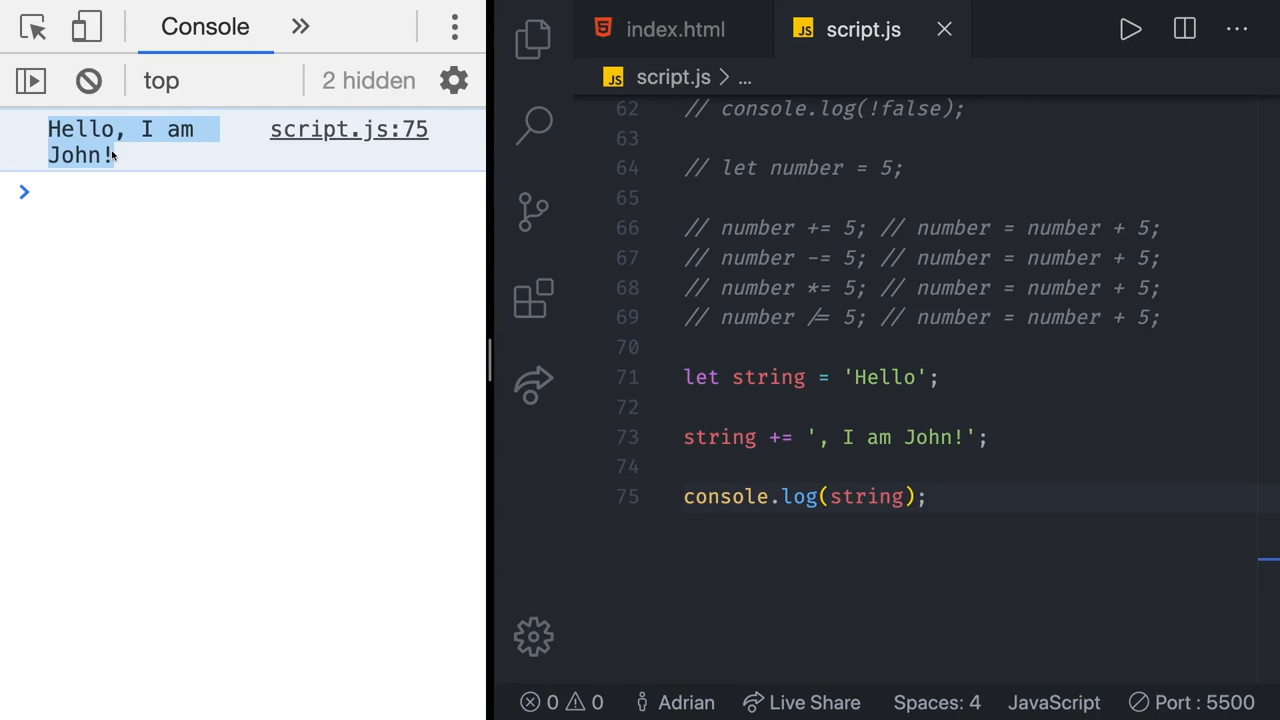 Console
top
2 hidden
Hello, I am
John!
script.js:75
index.html
JS script.js
JS script.js > ...
62 // console.log(!false);
63
64 // let number = 5;
65
66 // number += 5; // number = number + 5;
67 // number -= 5; // number = number + 5;
68 // number *= 5; // number = number + 5;
69 // number /= 5; // number = number + 5;
70
71 let string = 'Hello';
72
73 string += ', I am John!';
74
75 console.log(string);
0 0 Adrian Live Share Spaces: 4 JavaScript Port : 5500